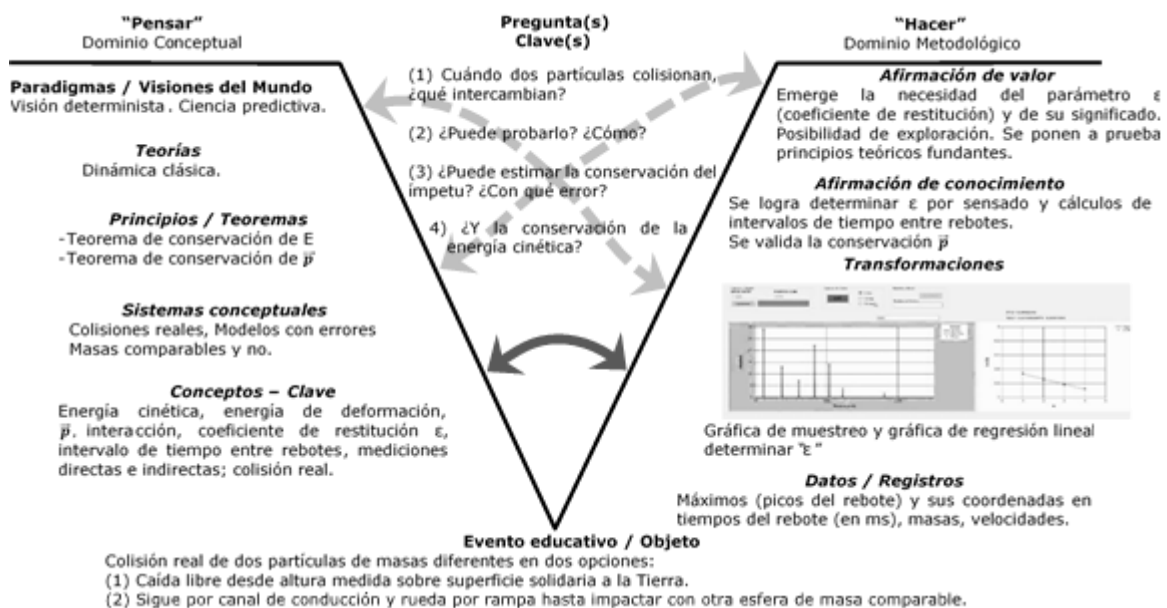 “Pensar”
Dominio Conceptual
Paradigmas / Visiones del Mundo
Visión determinista. Ciencia predictiva.
Teorías
Dinámica clásica.
Principios / Teoremas
-Teorema de conservación de E
-Teorema de conservación de p⃗
Sistemas conceptuales
Colisiones reales, Modelos con errores
Masas comparables y no.
Conceptos – Clave
Energía cinética, energía de deformación,
p⃗. interacción, coeficiente de restitución ε,
intervalo de tiempo entre rebotes, mediciones
directas e indirectas; colisión real.
Pregunta(s)
Clave(s)
(1) Cuándo dos partículas colisionan,
¿qué intercambian?
(2) ¿Puede probarlo? ¿Cómo?
(3) ¿Puede estimar la conservación del
ímpetu? ¿Con qué error?
4) ¿Y la conservación de la
energía cinética?
“Hacer”
Dominio Metodológico
Afirmación de valor
Emerge la necesidad del parámetro ε
(coeficiente de restitución) y de su significado.
Posibilidad de exploración. Se ponen a prueba
principios teóricos fundantes.
Afirmación de conocimiento
Se logra determinar ε por sensado y cálculos de
intervalos de tiempo entre rebotes.
Se valida la conservación p⃗
Transformaciones
Gráfica de muestreo y gráfica de regresión lineal
determinar "ε"
Datos / Registros
Máximos (picos del rebote) y sus coordenadas en
tiempos del rebote (en ms), masas, velocidades.
Evento educativo / Objeto
Colisión real de dos partículas de masas diferentes en dos opciones:
(1) Caída libre desde altura medida sobre superficie solidaria a la Tierra.
(2) Sigue por canal de conducción y rueda por rampa hasta impactar con otra esfera de masa comparable.